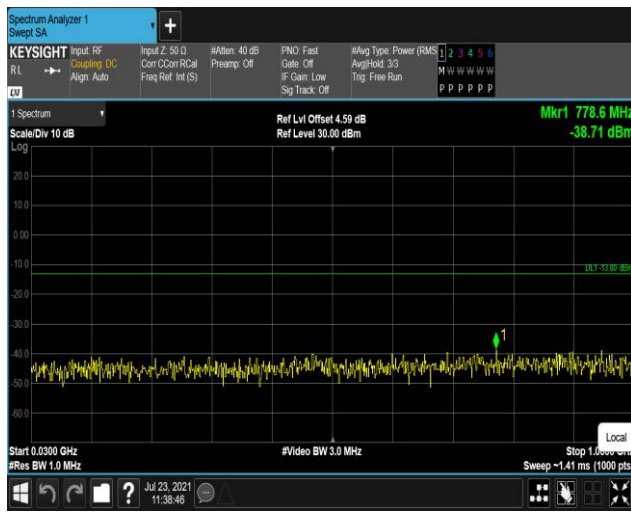 Spectrum Analyzer 1
Swept SA
+
KEYSIGHT
RL
Input: RF
Coupling: DC
Align: Auto
Input Z: 50 Ω
Corr CCorr RCal
Freq Ref: Int (S)
#Atten: 40 dB
Preamp: Off
PNO: Fast
Gate: Off
IF Gain: Low
Sig Track: Off
#Avg Type: Power (RMS
Avg|Hold: 3/3
Trig: Free Run
1 2 3 4 5 6
M W W W W W
P P P P P P
1 Spectrum
Scale/Div 10 dB
Log
Ref Lvl Offset 4.59 dB
Ref Level 30.00 dBm
Mkr1 778.6 MHz
-38.71 dBm
20.0
10.0
0.00
-10.0
DL1 -13.00 dBm
-20.0
-30.0
1
-40.0
-50.0
-60.0
Local
Start 0.0300 GHz
#Video BW 3.0 MHz
Stop 1.0000 GHz
#Res BW 1.0 MHz
Sweep ~1.41 ms (1000 pts
?
Jul 23, 2021
11:38:46